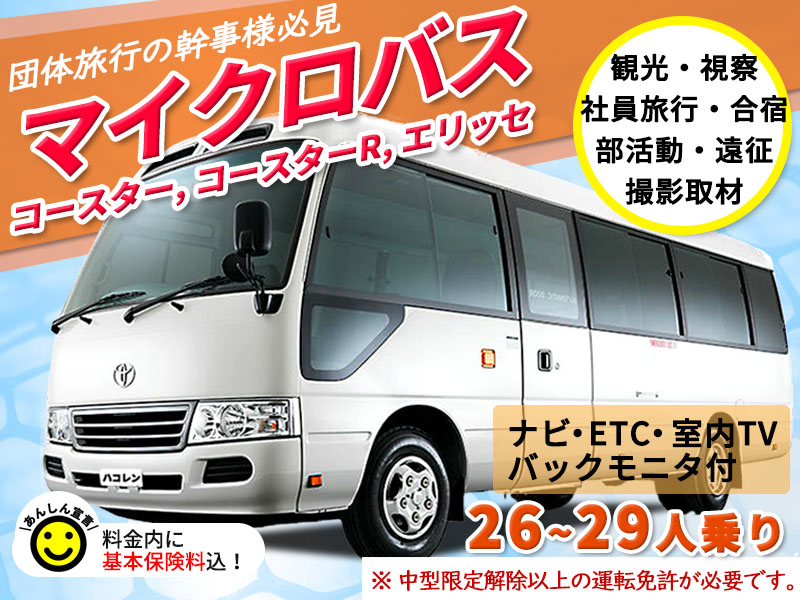 団体旅行の幹事様必見
マイクロバス
コースター, コースターR, エリッセ
観光・視察
社員旅行・合宿
部活動・遠征
撮影取材
ハコレン
ナビ・ETC・室内TV
バックモニタ付
26~29人乗り
あんしん宣言
料金内に
基本保険料込！
※ 中型限定解除以上の運転免許が必要です。